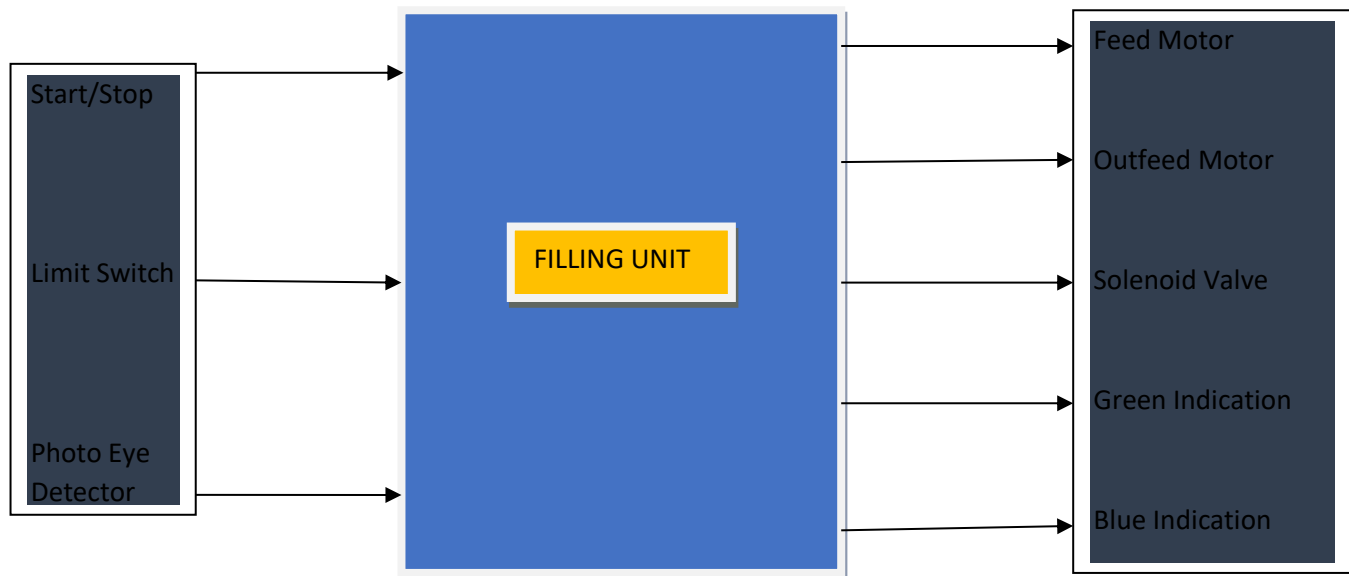 Start/Stop
Limit Switch
Photo Eye
Detector
FILLING UNIT
Feed Motor
Outfeed Motor
Solenoid Valve
Green Indication
Blue Indication